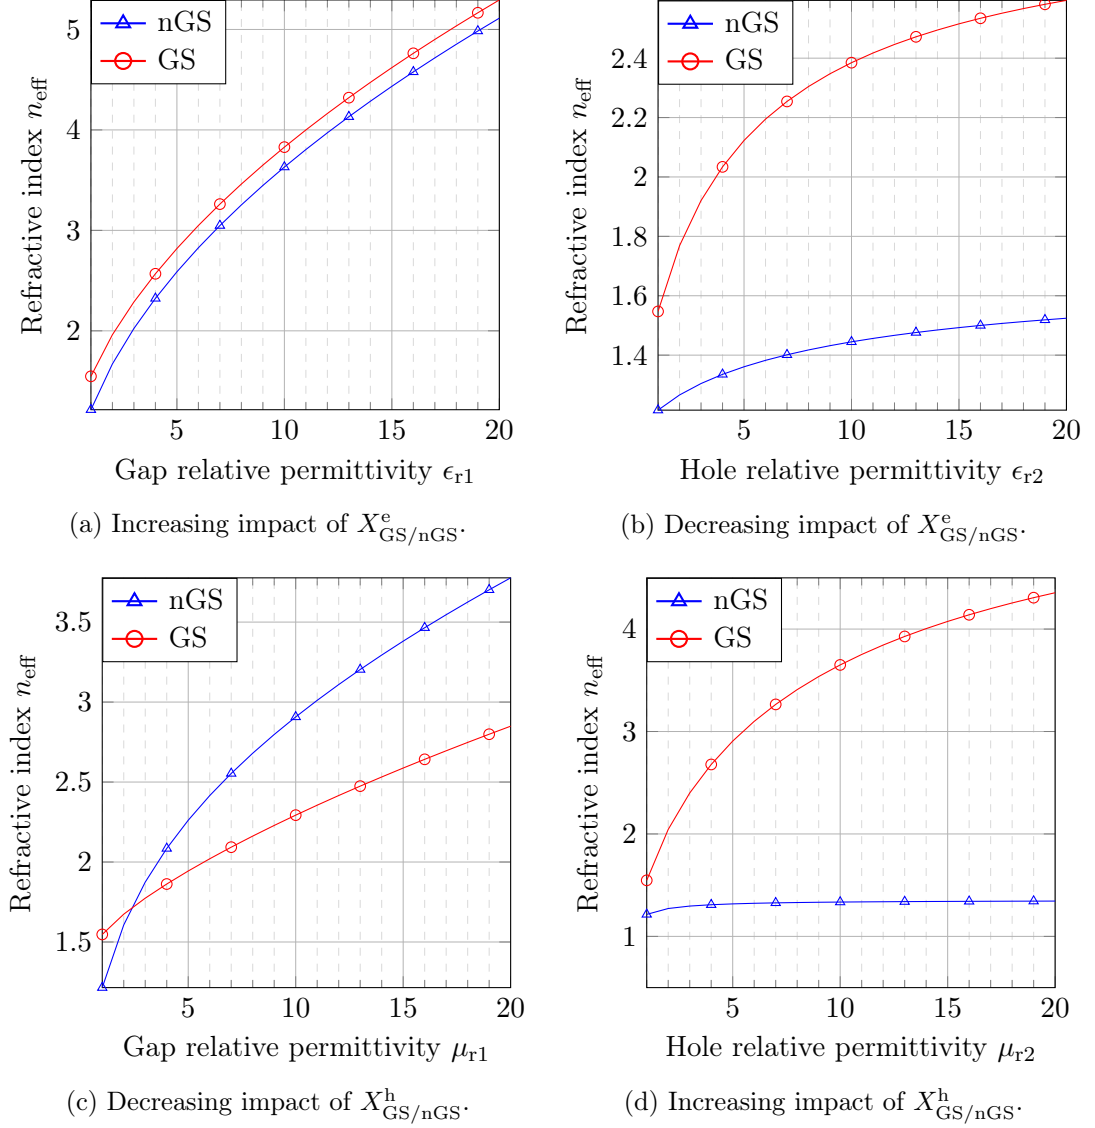 nGS
GS
5
4
3
2
5
10
15
20
Refractive index n_eff
Gap relative permittivity ϵ_r1
(a) Increasing impact of X^e_GS/nGS.
nGS
GS
2.4
2.2
2
1.8
1.6
1.4
5
10
15
20
Refractive index n_eff
Hole relative permittivity ϵ_r2
(b) Decreasing impact of X^e_GS/nGS.
nGS
GS
3.5
3
2.5
2
1.5
5
10
15
20
Refractive index n_eff
Gap relative permittivity μ_r1
(c) Decreasing impact of X^h_GS/nGS.
nGS
GS
4
3
2
1
5
10
15
20
Refractive index n_eff
Hole relative permittivity μ_r2
(d) Increasing impact of X^h_GS/nGS.